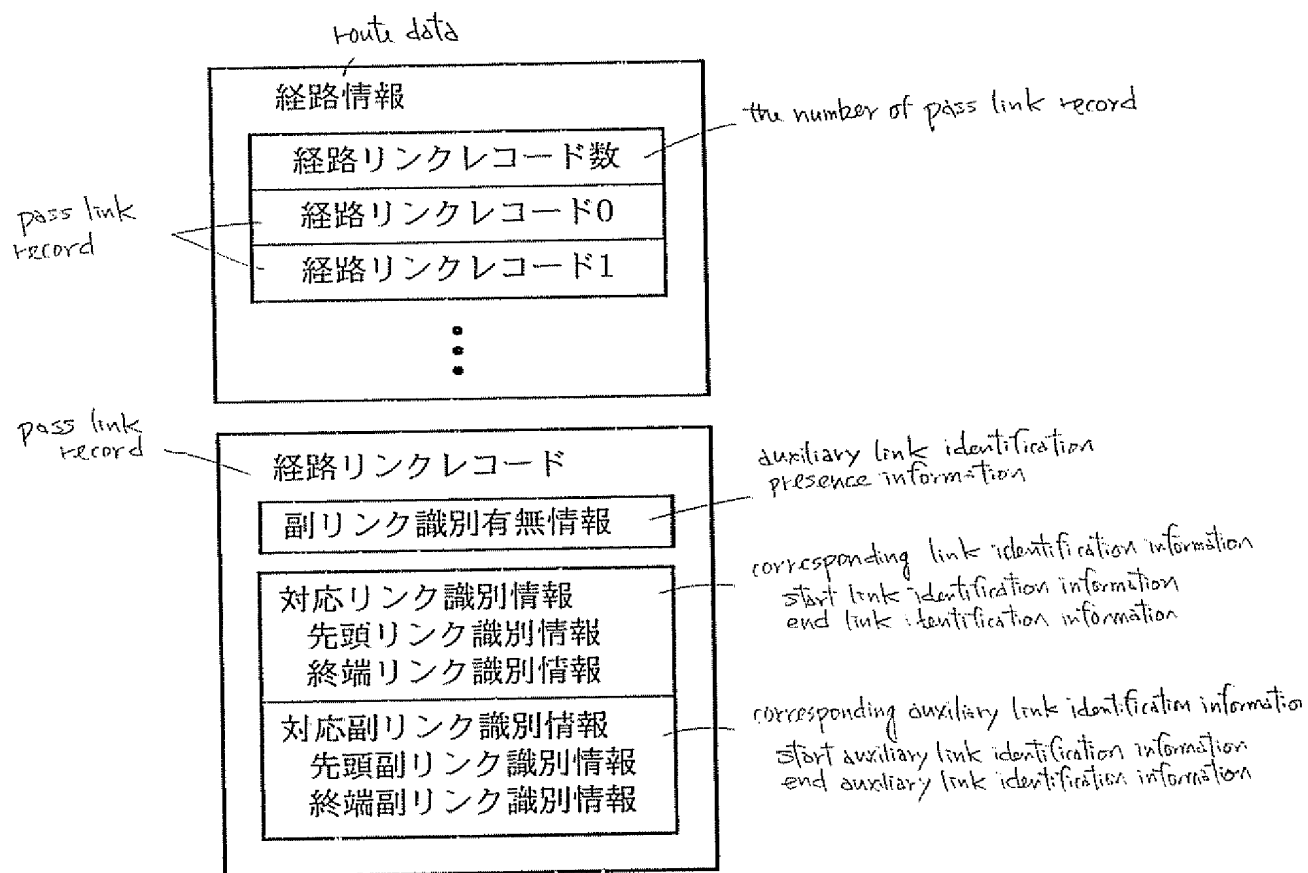 route data
経路情報
経路リンクレコード数
the number of pass link record
経路リンクレコード0
経路リンクレコード1
pass link
record
pass link
record
経路リンクレコード
副リンク識別有無情報
auxiliary link identification
presence information
対応リンク識別情報
先頭リンク識別情報
終端リンク識別情報
corresponding link identification information
start link identification information
end link identification information
対応副リンク識別情報
先頭副リンク識別情報
終端副リンク識別情報
corresponding auxiliary link identification information
start auxiliary link identification information
end auxiliary link identification information